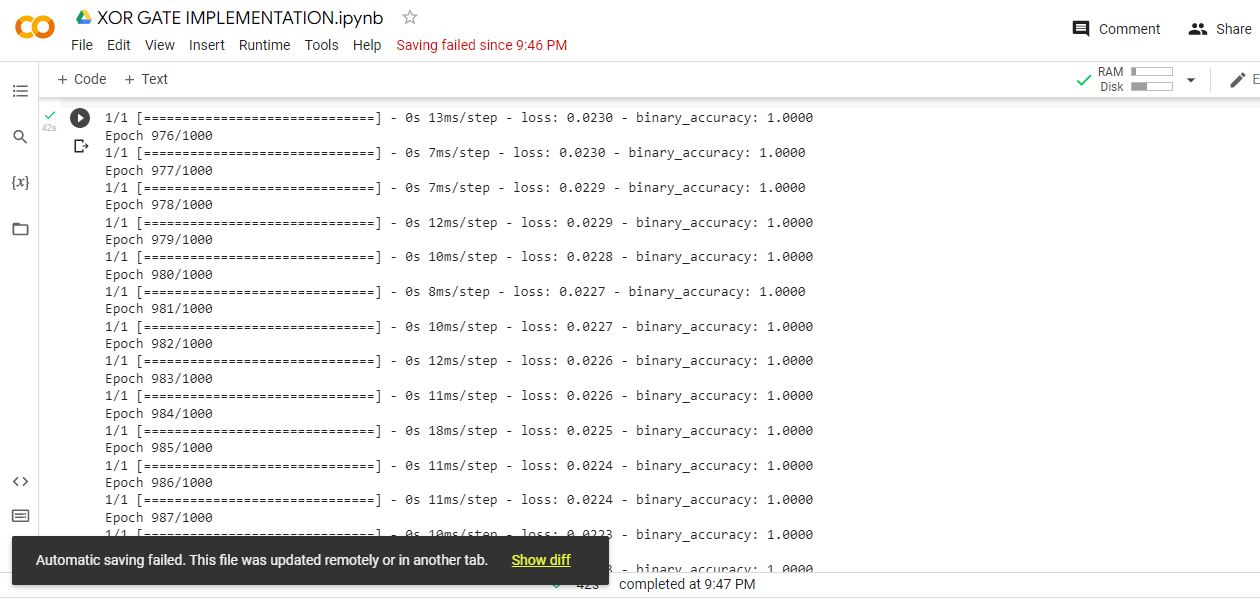 XOR GATE IMPLEMENTATION.ipynb
File Edit View Insert Runtime Tools Help Saving failed since 9:46 PM
Comment Share
+ Code + Text
RAM
Disk
E
42s
1/1 [==============================] - 0s 13ms/step - loss: 0.0230 - binary_accuracy: 1.0000
Epoch 976/1000
1/1 [==============================] - 0s 7ms/step - loss: 0.0230 - binary_accuracy: 1.0000
Epoch 977/1000
1/1 [==============================] - 0s 7ms/step - loss: 0.0229 - binary_accuracy: 1.0000
Epoch 978/1000
1/1 [==============================] - 0s 12ms/step - loss: 0.0229 - binary_accuracy: 1.0000
Epoch 979/1000
1/1 [==============================] - 0s 10ms/step - loss: 0.0228 - binary_accuracy: 1.0000
Epoch 980/1000
1/1 [==============================] - 0s 8ms/step - loss: 0.0227 - binary_accuracy: 1.0000
Epoch 981/1000
1/1 [==============================] - 0s 10ms/step - loss: 0.0227 - binary_accuracy: 1.0000
Epoch 982/1000
1/1 [==============================] - 0s 12ms/step - loss: 0.0226 - binary_accuracy: 1.0000
Epoch 983/1000
1/1 [==============================] - 0s 11ms/step - loss: 0.0226 - binary_accuracy: 1.0000
Epoch 984/1000
1/1 [==============================] - 0s 18ms/step - loss: 0.0225 - binary_accuracy: 1.0000
Epoch 985/1000
1/1 [==============================] - 0s 11ms/step - loss: 0.0224 - binary_accuracy: 1.0000
Epoch 986/1000
1/1 [==============================] - 0s 11ms/step - loss: 0.0224 - binary_accuracy: 1.0000
Epoch 987/1000
1/1 [==============================] - 0s 10ms/step - loss: 0.0223 - binary_accuracy: 1.0000
- binary_accuracy: 1.0000
Automatic saving failed. This file was updated remotely or in another tab. Show diff
42s completed at 9:47 PM